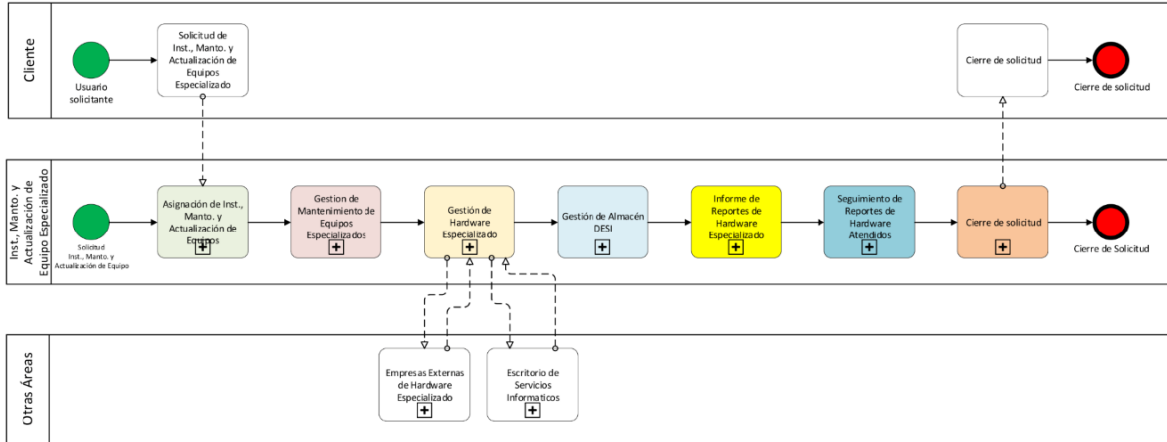 Cliente
Usuario
solicitante
Solicitud de
Inst., Manto. y
Actualización de
Equipos
Especializado
Cierre de solicitud
Cierre de solicitud
Inst., Manto. y
Actualización de
Equipo Especializado
Solicitud
Inst., Manto. y
Actualización de Equipo
Asignación de Inst.,
Manto. y
Actualización de
Equipos
Gestion de
Mantenimiento de
Equipos
Especializados
Gestión de
Hardware
Especializado
Gestión de Almacén
DESI
Informe de
Reportes de
Hardware
Especializado
Seguimiento de
Reportes de
Hardware
Atendidos
Cierre de solicitud
Cierre de Solicitud
Otras Áreas
Empresas Externas
de Hardware
Especializado
Escritorio de
Servicios
Informaticos